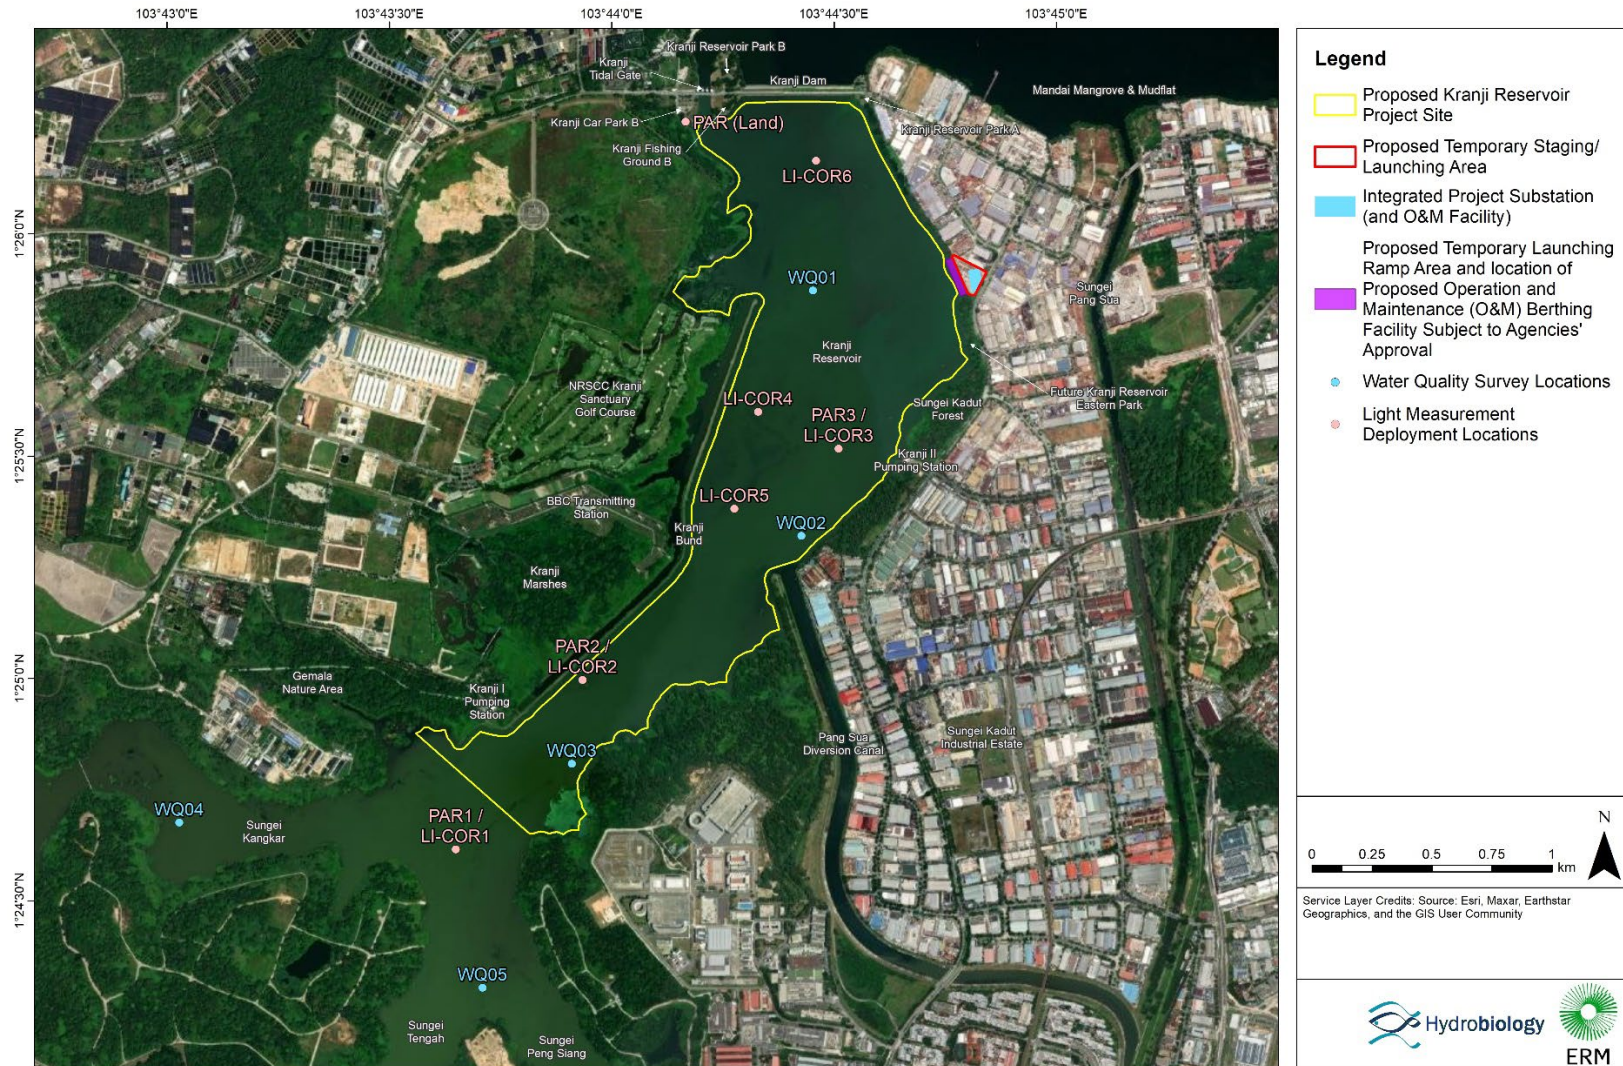 103°43'0"E
103°43'30"E
103°44'0"E
103°44'30"E
103°45'0"E
1°26'0"N
1°25'30"N
1°25'0"N
1°24'30"N
Kranji Reservoir Park B
Kranji
Tidal Gate
Kranji Dam
Mandai Mangrove & Mudflat
Kranji Car Park B
PAR (Land)
Kranji Reservoir Park A
Kranji Fishing
Ground B
LI-COR6
WQ01
Sungei
Pang Sua
Kranji
Reservoir
NRSCC Kranji
Sanctuary
Golf Course
LI-COR4
PAR3 /
LI-COR3
Sungei Kadut
Forest
Future Kranji Reservoir
Eastern Park
Kranji II
Pumping Station
BBC Transmitting
Station
LI-COR5
WQ02
Kranji
Bund
Kranji
Marshes
PAR2 /
LI-COR2
Gemala
Nature Area
Kranji I
Pumping
Station
WQ03
Pang Sua
Diversion Canal
Sungei Kadut
Industrial Estate
WQ04
Sungei
Kangkar
PAR1 /
LI-COR1
WQ05
Sungei
Tengah
Sungei
Peng Siang
Legend
Proposed Kranji Reservoir
Project Site
Proposed Temporary Staging/
Launching Area
Integrated Project Substation
(and O&M Facility)
Proposed Temporary Launching
Ramp Area and location of
Proposed Operation and
Maintenance (O&M) Berthing
Facility Subject to Agencies'
Approval
Water Quality Survey Locations
Light Measurement
Deployment Locations
N
0 0.25 0.5 0.75 1
km
Service Layer Credits: Source: Esri, Maxar, Earthstar
Geographics, and the GIS User Community
Hydrobiology
ERM